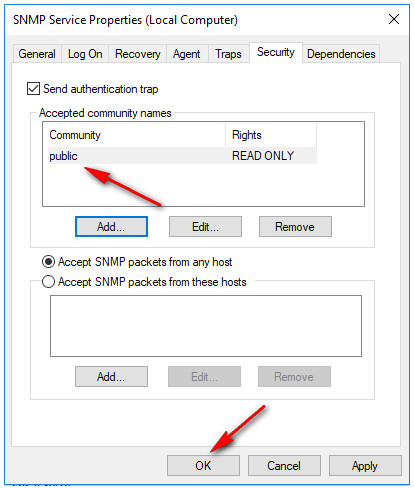 SNMP Service Properties (Local Computer)
General Log On Recovery Agent Traps Security Dependencies
Send authentication trap
Accepted community names
Community Rights
public READ ONLY
Add... Edit... Remove
Accept SNMP packets from any host
Accept SNMP packets from these hosts
Add... Edit... Remove
OK Cancel Apply